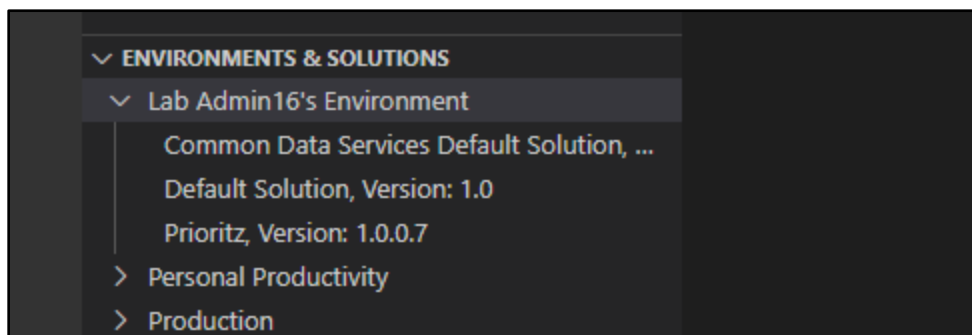 ENVIRONMENTS & SOLUTIONS
Lab Admin16's Environment
Common Data Services Default Solution, ...
Default Solution, Version: 1.0
Prioritz, Version: 1.0.0.7
Personal Productivity
Production